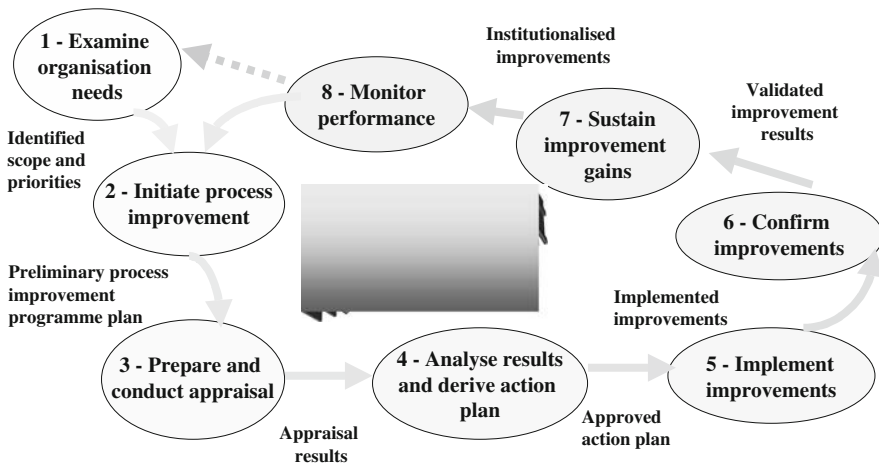 1 - Examine
organisation
needs
Identified
scope and
priorities
2 - Initiate process
improvement
Preliminary process
improvement
programme plan
3 - Prepare and
conduct appraisal
Appraisal
results
4 - Analyse results
and derive action
plan
Approved
action plan
5 - Implement
improvements
Implemented
improvements
6 - Confirm
improvements
Validated
improvement
results
7 - Sustain
improvement
gains
Institutionalised
improvements
8 - Monitor
performance